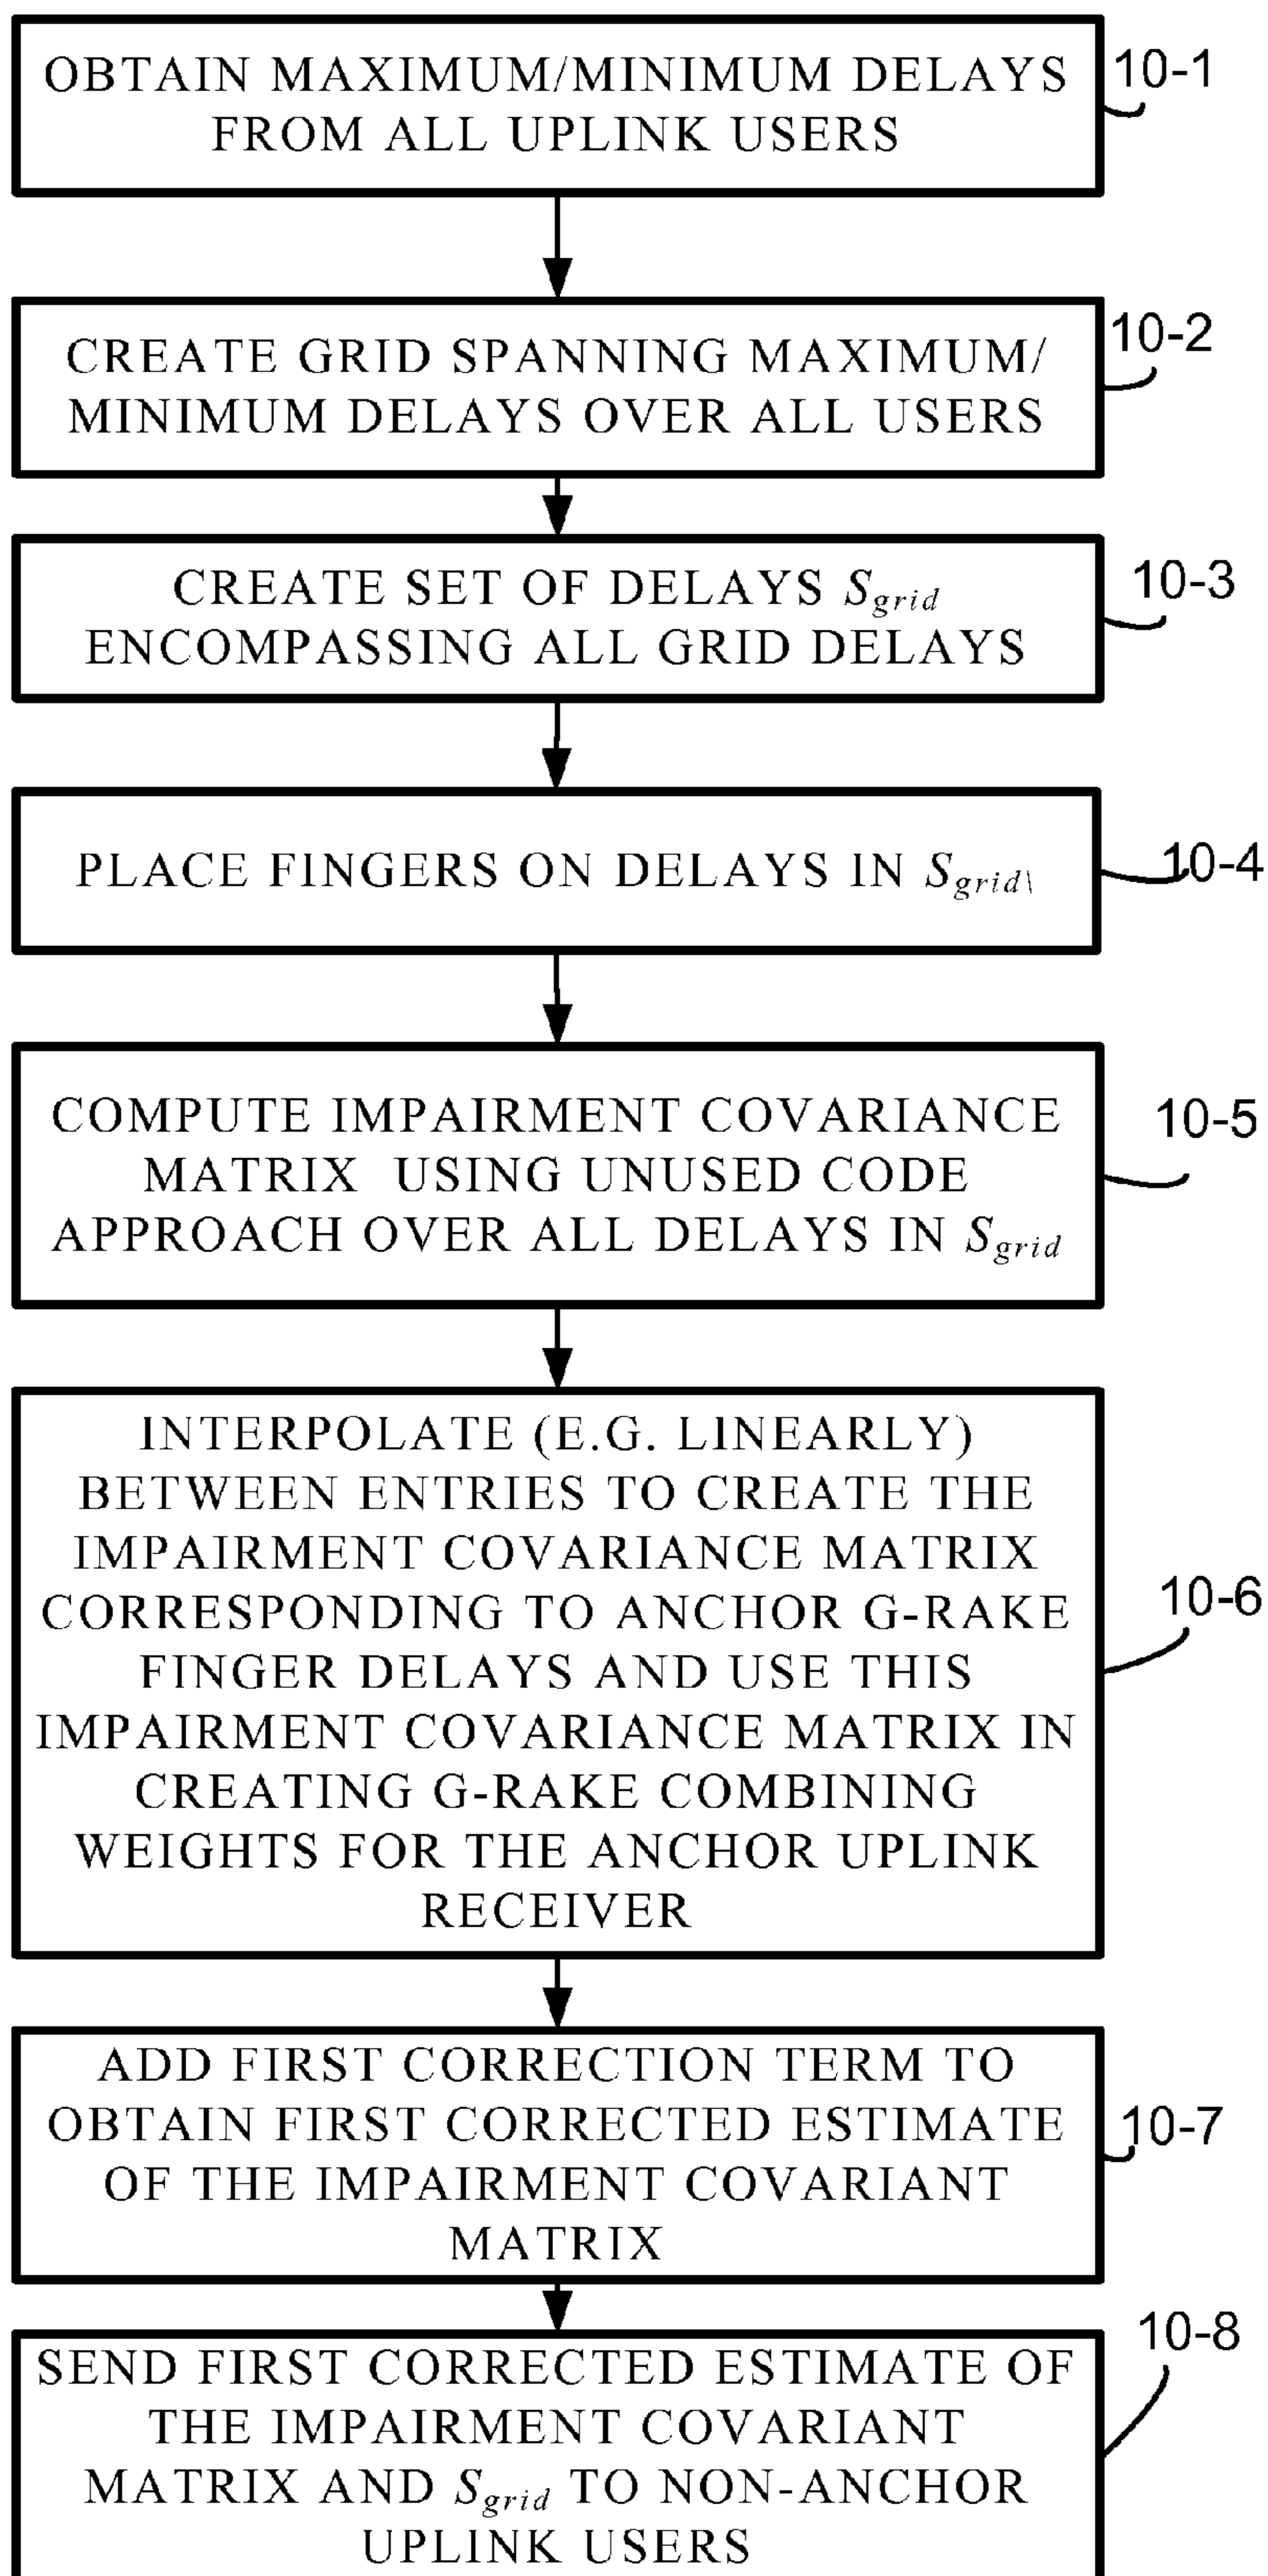 OBTAIN MAXIMUM/MINIMUM DELAYS
FROM ALL UPLINK USERS
10-1
CREATE GRID SPANNING MAXIMUM/
MINIMUM DELAYS OVER ALL USERS
10-2
CREATE SET OF DELAYS Sgrid
ENCOMPASSING ALL GRID DELAYS
10-3
PLACE FINGERS ON DELAYS IN Sgrid\
10-4
COMPUTE IMPAIRMENT COVARIANCE
MATRIX USING UNUSED CODE
APPROACH OVER ALL DELAYS IN Sgrid
10-5
INTERPOLATE (E.G. LINEARLY)
BETWEEN ENTRIES TO CREATE THE
IMPAIRMENT COVARIANCE MATRIX
CORRESPONDING TO ANCHOR G-RAKE
FINGER DELAYS AND USE THIS
IMPAIRMENT COVARIANCE MATRIX IN
CREATING G-RAKE COMBINING
WEIGHTS FOR THE ANCHOR UPLINK
RECEIVER
10-6
ADD FIRST CORRECTION TERM TO
OBTAIN FIRST CORRECTED ESTIMATE
OF THE IMPAIRMENT COVARIANT
MATRIX
10-7
SEND FIRST CORRECTED ESTIMATE OF
THE IMPAIRMENT COVARIANT
MATRIX AND Sgrid TO NON-ANCHOR
UPLINK USERS
10-8